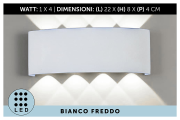 WATT: 1 X 4 | DIMENSIONI: (L) 22 X (H) 8 X (P) 4 CM
LED
BIANCO FREDDO